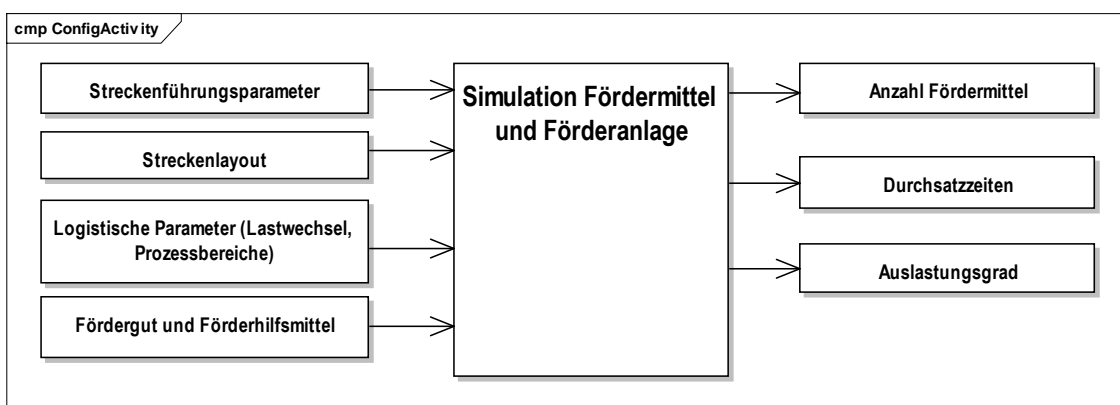 cmp ConfigActivity
Streckenführungsparameter
Streckenlayout
Logistische Parameter (Lastwechsel,
Prozessbereiche)
Fördergut und Förderhilfsmittel
Simulation Fördermittel
und Förderanlage
Anzahl Fördermittel
Durchsatzzeiten
Auslastungsgrad